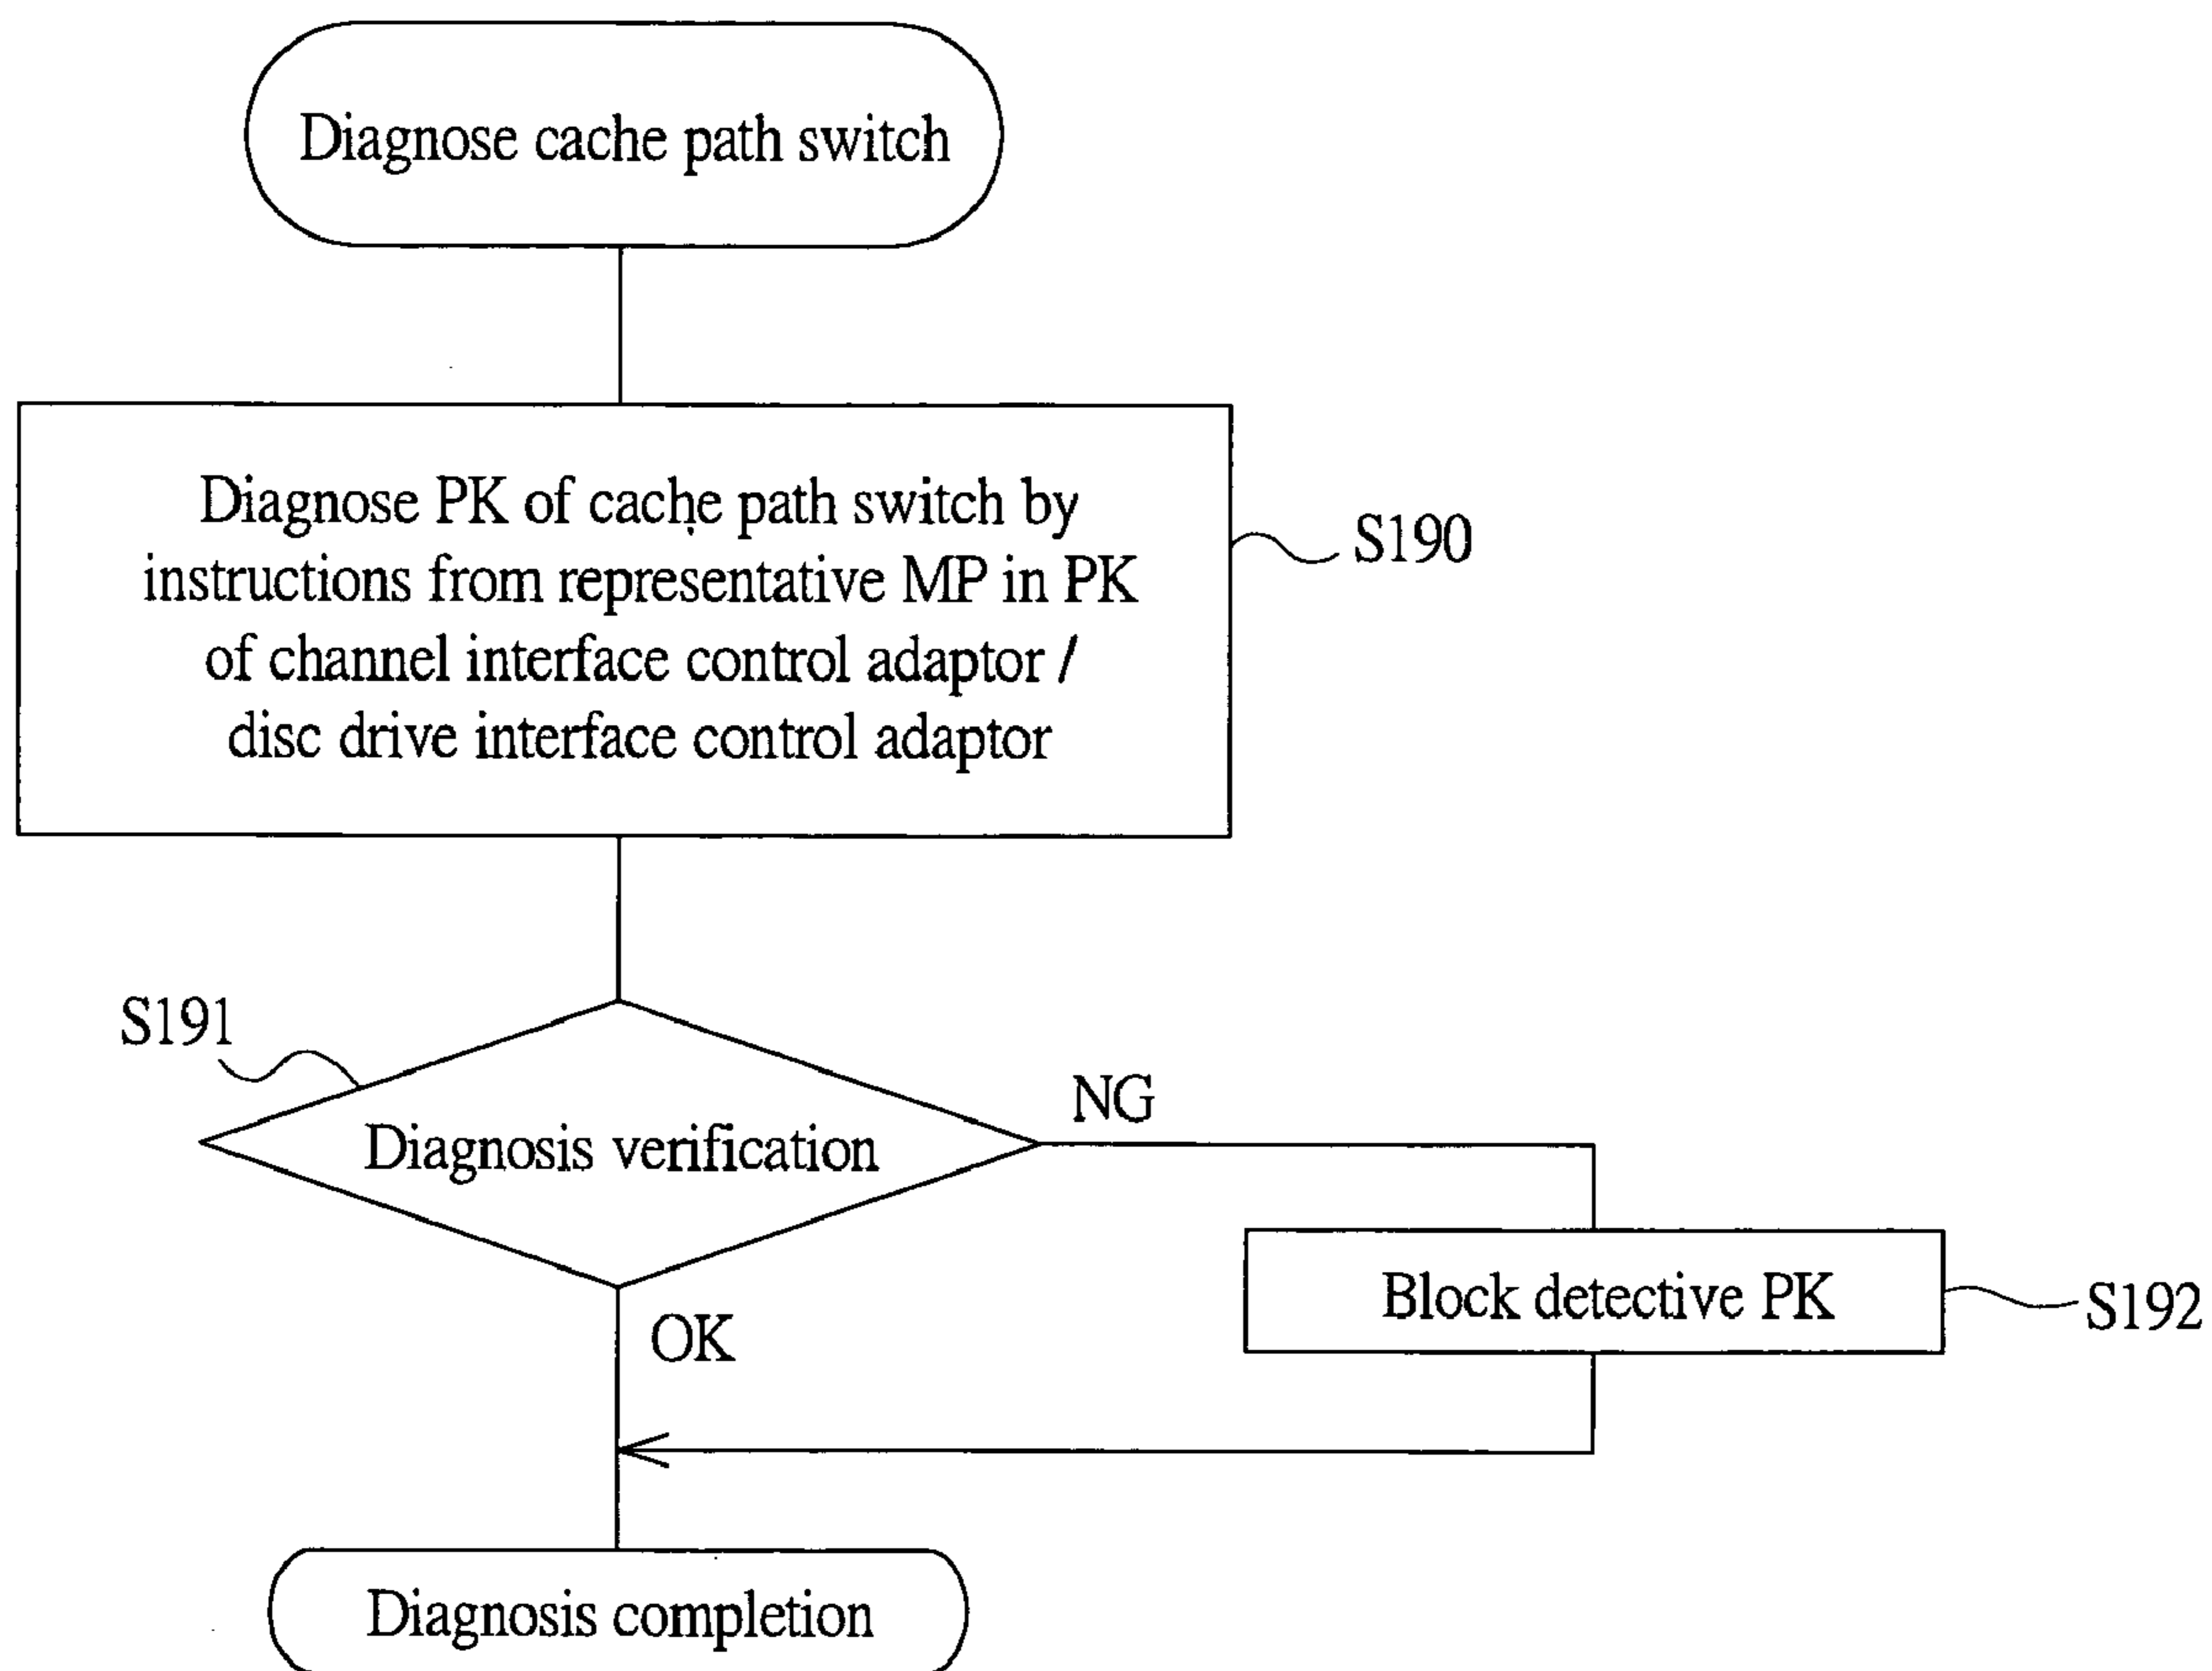 Diagnose cache path switch
Diagnose PK of cache path switch by
instructions from representative MP in PK
of channel interface control adaptor /
disc drive interface control adaptor
S190
S191
Diagnosis verification
NG
OK
Block detective PK
S192
Diagnosis completion